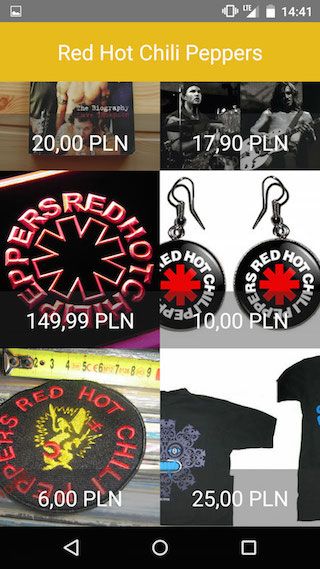 LTE 14:41
Red Hot Chili Peppers
The Biography
20,00 PLN
17,90 PLN
RED HOT CHILI PEPPERS
149,99 PLN
RED HOT CHILI PEPPERS
RED HOT CHILI PEPPERS
10,00 PLN
RED HOT CHILI PEPPERS
6,00 PLN
25,00 PLN